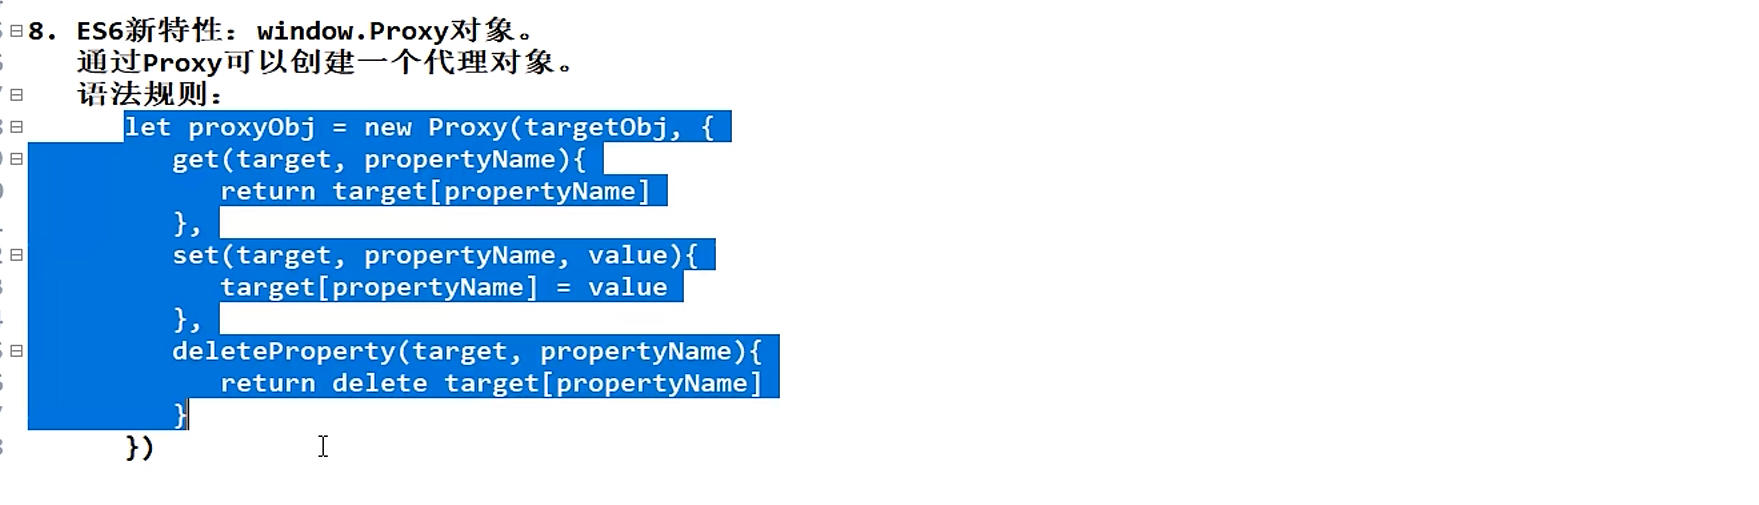 8. ES6新特性：window.Proxy对象。
通过Proxy可以创建一个代理对象。
语法规则：
let proxyObj = new Proxy(targetObj, {
get(target, propertyName){
return target[propertyName]
},
set(target, propertyName, value){
target[propertyName] = value
},
deleteProperty(target, propertyName){
return delete target[propertyName]
}
})